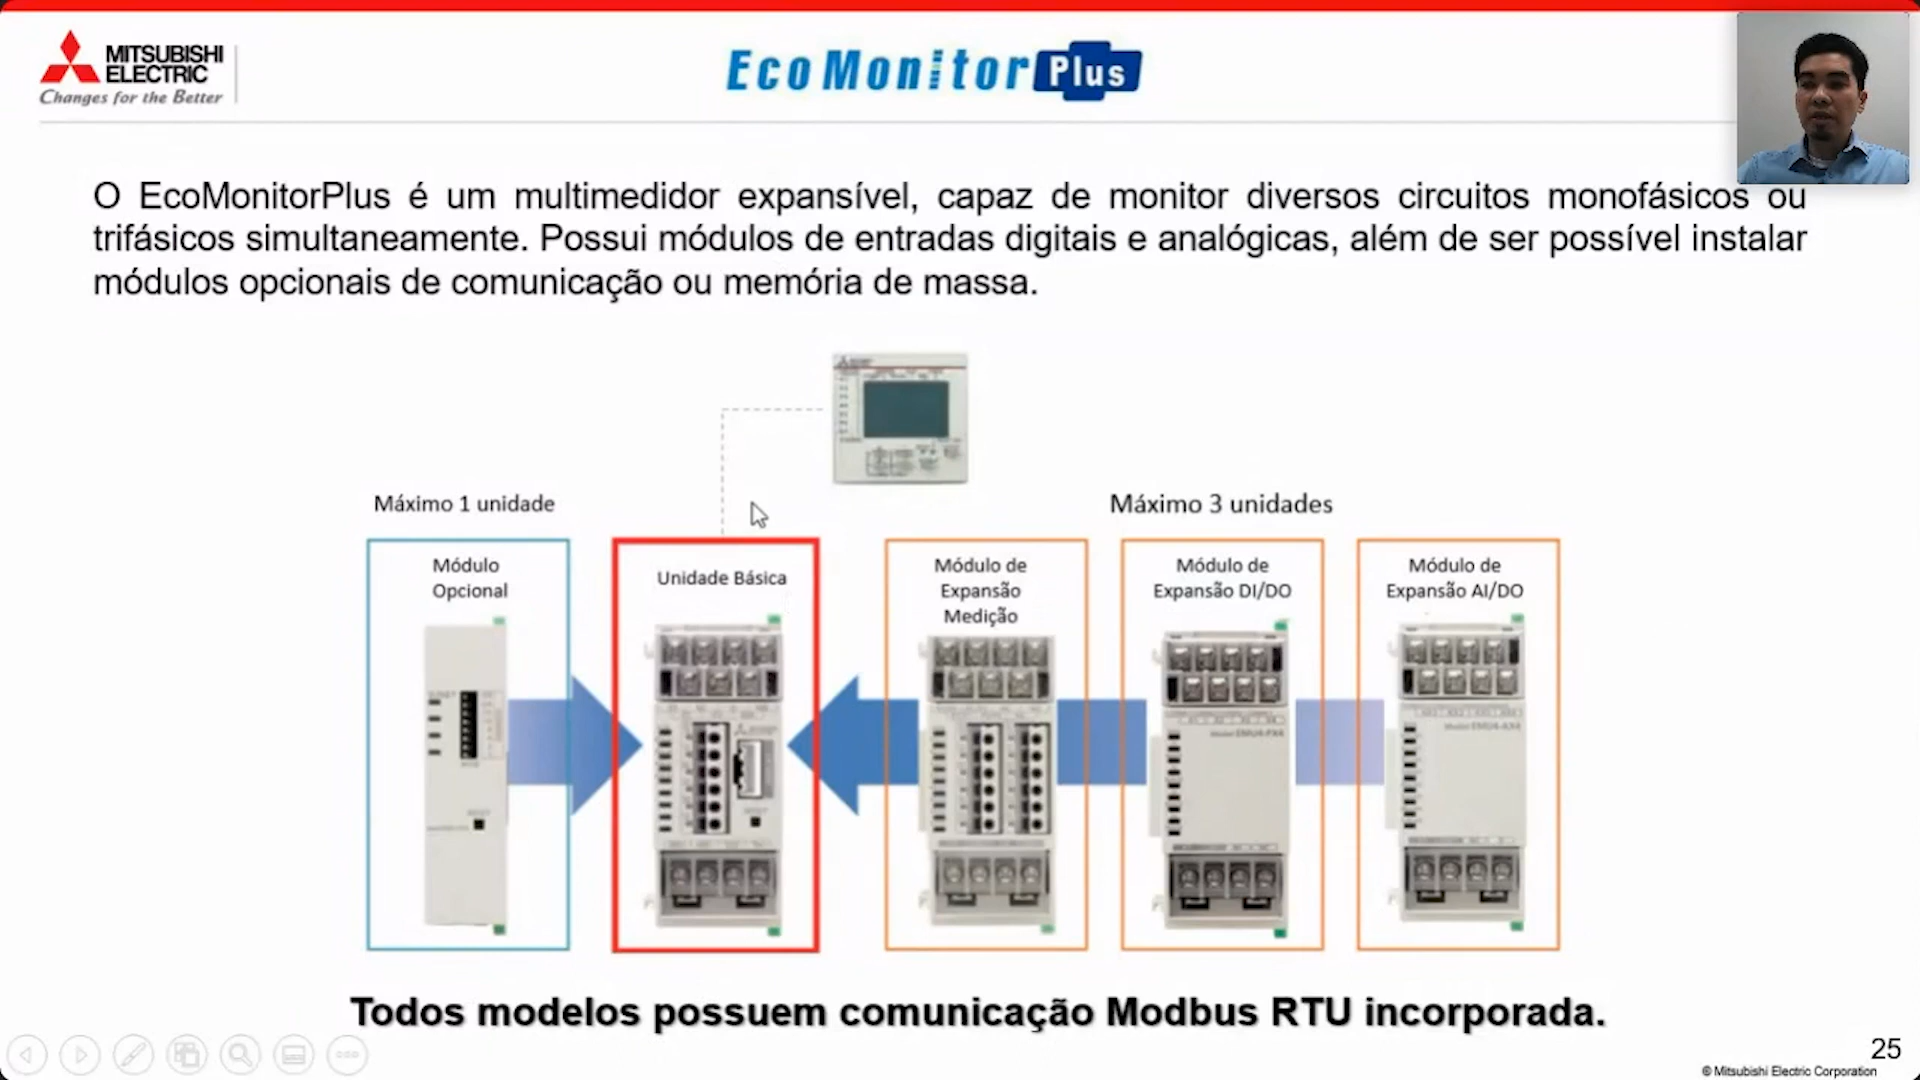 MITSUBISHI
ELECTRIC
Changes for the Better
EcoMonitor Plus
O EcoMonitorPlus é um multimedidor expansível, capaz de monitor diversos circuitos monofásicos ou
trifásicos simultaneamente. Possui módulos de entradas digitais e analógicas, além de ser possível instalar
módulos opcionais de comunicação ou memória de massa.
Máximo 1 unidade
Máximo 3 unidades
Módulo
Opcional
Unidade Básica
Módulo de
Expansão
Medição
Módulo de
Expansão DI/DO
Módulo de
Expansão AI/DO
Todos modelos possuem comunicação Modbus RTU incorporada.
25
© Mitsubishi Electric Corporation